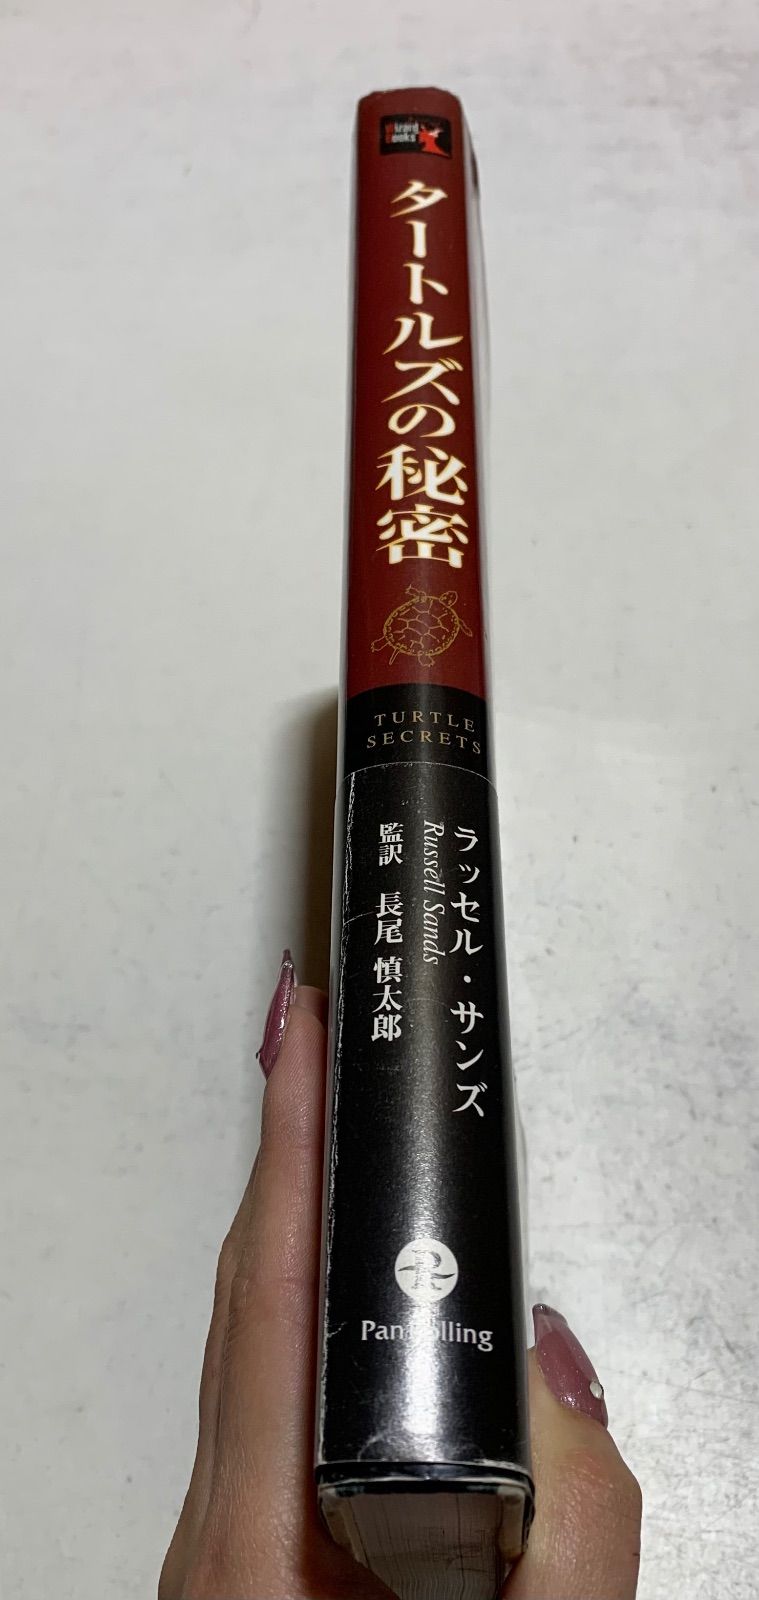 Wizard
Books
タートルズの秘密
TURTLE
SECRETS
ラッセル・サンズ
Russell Sands
監訳 長尾 慎太郎
Pan Rolling